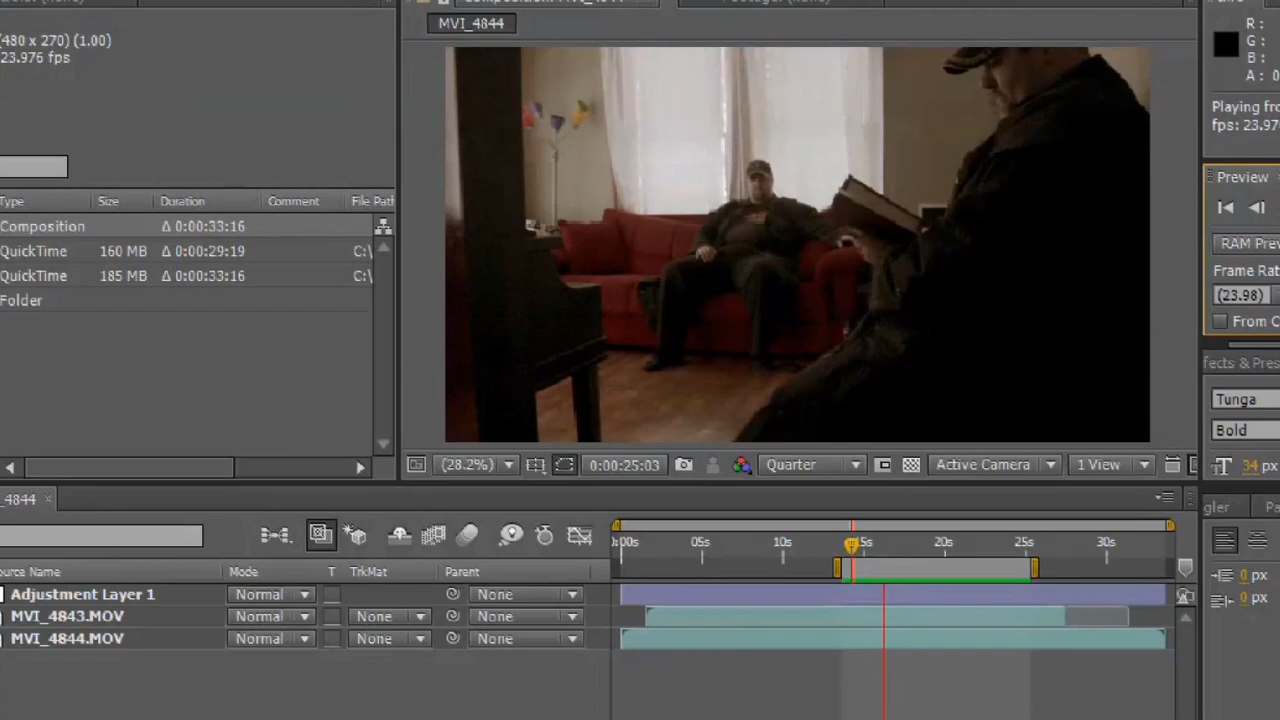 MVI_4844
R :
(480 x 270) (1.00)
G :
23.976 fps
B :
A : 0
Playing fro
fps: 23.97
Preview
Type Size Duration Comment File Path
RAM Prev
Composition Δ 0:00:33:16
QuickTime 160 MB Δ 0:00:29:19 C:\
QuickTime 185 MB Δ 0:00:33:16 C:\
Folder
Frame Rat
(23.98)
From C
fects & Pres
Tunga
Bold
(28.2%) 0:00:25:03 Quarter Active Camera 1 View
34 px
_4844
gler Pa
:00s 05s 10s 15s 20s 25s 30s
ource Name Mode T TrkMat Parent
0 px
Adjustment Layer 1 Normal None
0 px
MVI_4843.MOV Normal None None
MVI_4844.MOV Normal None None